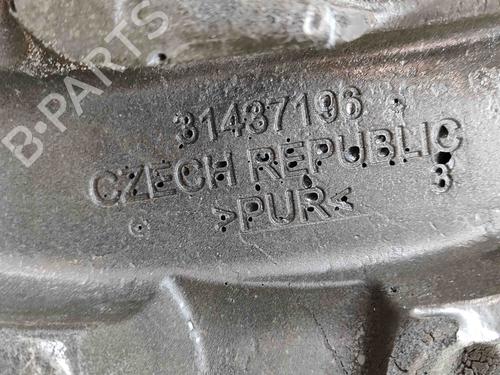 B-PARTS
31437196
CZECH REPUBLIC
>PUR< 3